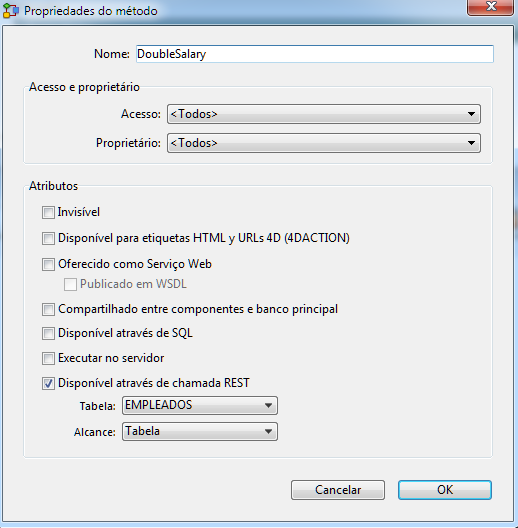 Propriedades do método
Nome: DoubleSalary
Acesso e proprietário
Acesso: <Todos>
Proprietário: <Todos>
Atributos
Invisível
Disponível para etiquetas HTML y URLs 4D (4DACTION)
Oferecido como Serviço Web
Publicado em WSDL
Compartilhado entre componentes e banco principal
Disponível através de SQL
Executar no servidor
Disponível através de chamada REST
Tabela: EMPLEADOS
Alcance: Tabela
Cancelar OK